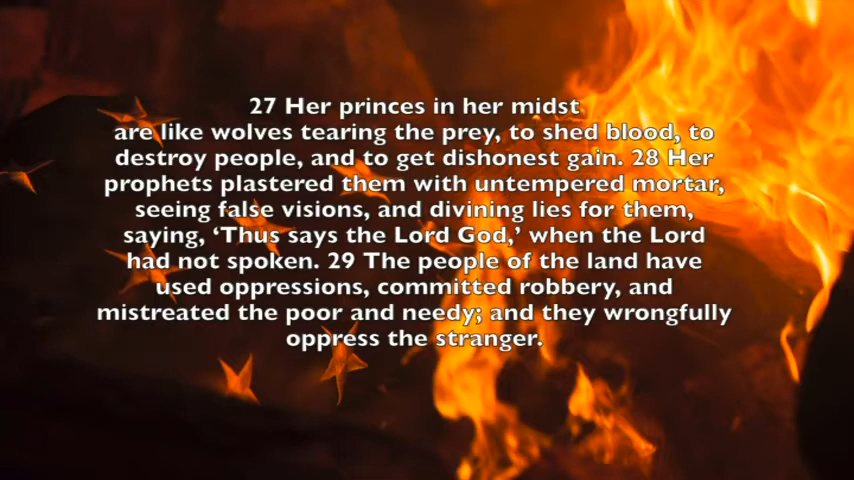 27 Her princes in her midst
are like wolves tearing the prey, to shed blood, to
destroy people, and to get dishonest gain. 28 Her
prophets plastered them with untempered mortar,
seeing false visions, and divining lies for them,
saying, ‘Thus says the Lord God,’ when the Lord
had not spoken. 29 The people of the land have
used oppressions, committed robbery, and
mistreated the poor and needy; and they wrongfully
oppress the stranger.